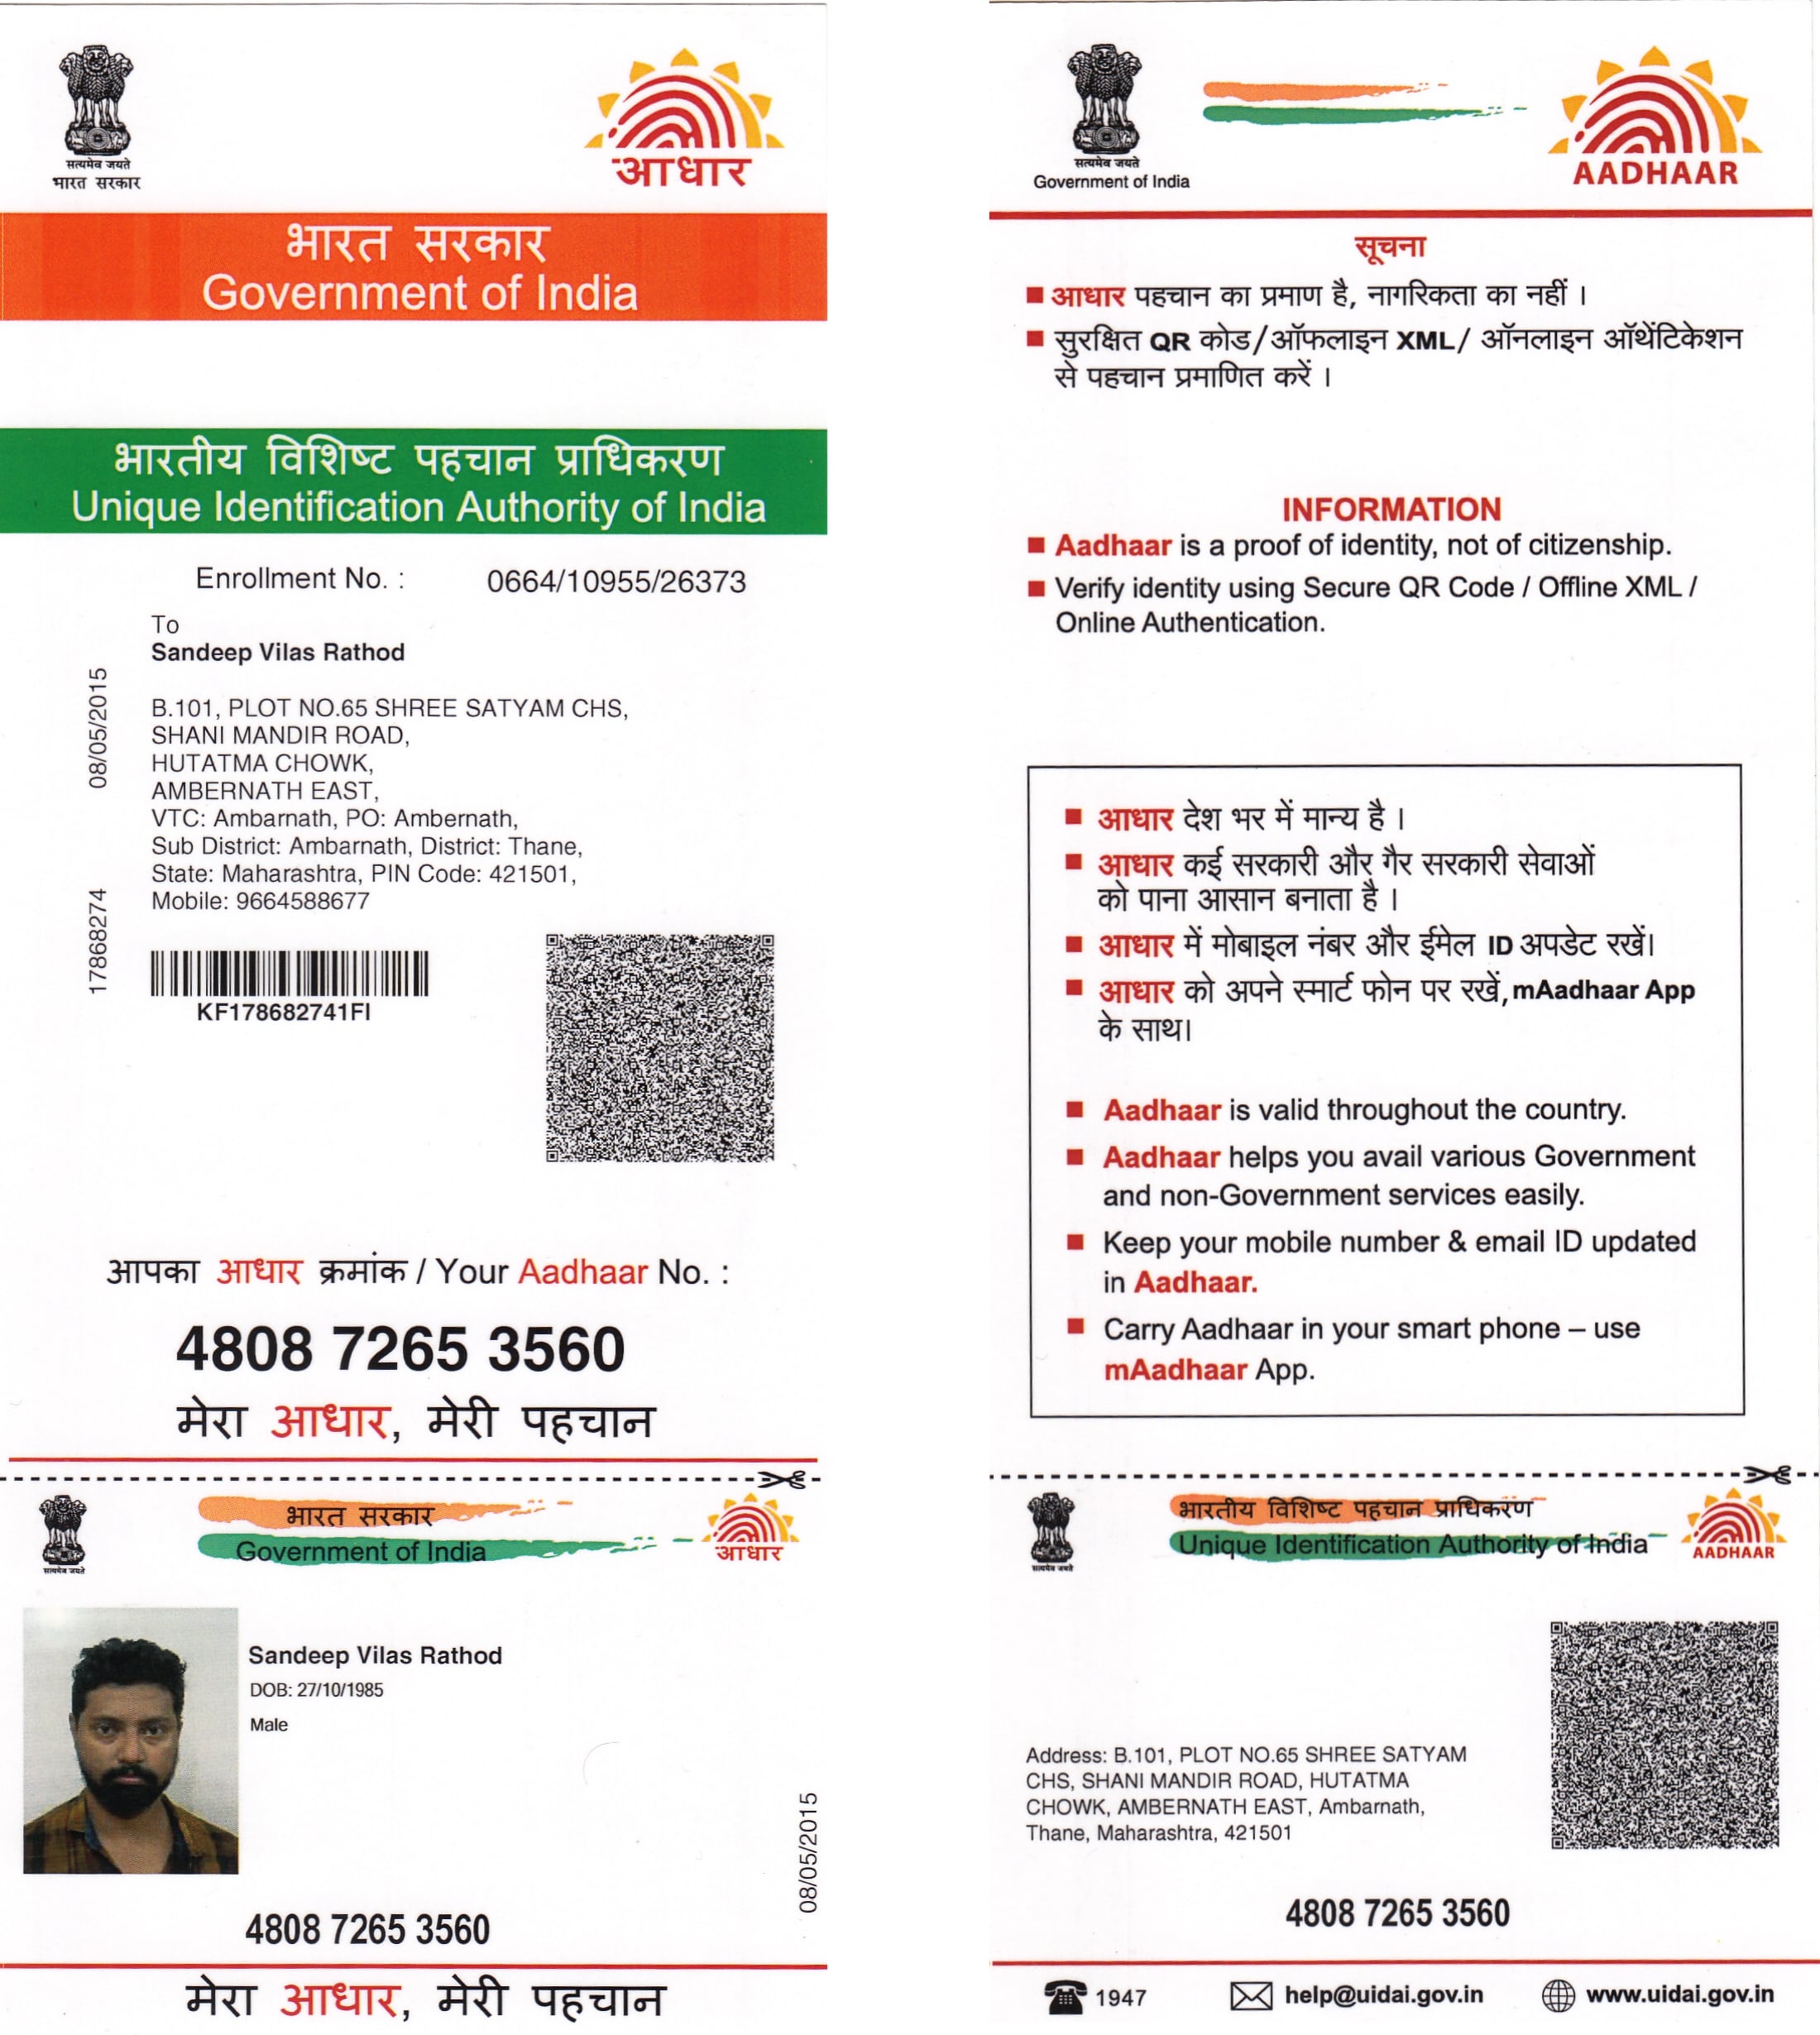 सत्यमेव जयते
भारत सरकार
आधार
भारत सरकार
Government of India
भारतीय विशिष्ट पहचान प्राधिकरण
Unique Identification Authority of India
Enrollment No. : 0664/10955/26373
To
Sandeep Vilas Rathod
B.101, PLOT NO.65 SHREE SATYAM CHS,
SHANI MANDIR ROAD,
HUTATMA CHOWK,
AMBERNATH EAST,
VTC: Ambarnath, PO: Ambernath,
Sub District: Ambarnath, District: Thane,
State: Maharashtra, PIN Code: 421501,
Mobile: 9664588677
08/05/2015
17868274
KF178682741FI
आपका आधार क्रमांक / Your Aadhaar No. :
4808 7265 3560
मेरा आधार, मेरी पहचान
सत्यमेव जयते
भारत सरकार
Government of India
आधार
Sandeep Vilas Rathod
DOB: 27/10/1985
Male
08/05/2015
4808 7265 3560
मेरा आधार, मेरी पहचान
सत्यमेव जयते
Government of India
AADHAAR
सूचना
आधार पहचान का प्रमाण है, नागरिकता का नहीं ।
सुरक्षित QR कोड/ऑफलाइन XML/ ऑनलाइन ऑथेंटिकेशन
से पहचान प्रमाणित करें ।
INFORMATION
Aadhaar is a proof of identity, not of citizenship.
Verify identity using Secure QR Code / Offline XML /
Online Authentication.
आधार देश भर में मान्य है ।
आधार कई सरकारी और गैर सरकारी सेवाओं
को पाना आसान बनाता है ।
आधार में मोबाइल नंबर और ईमेल ID अपडेट रखें।
आधार को अपने स्मार्ट फोन पर रखें, mAadhaar App
के साथ।
Aadhaar is valid throughout the country.
Aadhaar helps you avail various Government
and non-Government services easily.
Keep your mobile number & email ID updated
in Aadhaar.
Carry Aadhaar in your smart phone – use
mAadhaar App.
सत्यमेव जयते
भारतीय विशिष्ट पहचान प्राधिकरण
Unique Identification Authority of India
AADHAAR
Address: B.101, PLOT NO.65 SHREE SATYAM
CHS, SHANI MANDIR ROAD, HUTATMA
CHOWK, AMBERNATH EAST, Ambarnath,
Thane, Maharashtra, 421501
4808 7265 3560
1947
help@uidai.gov.in
www.uidai.gov.in